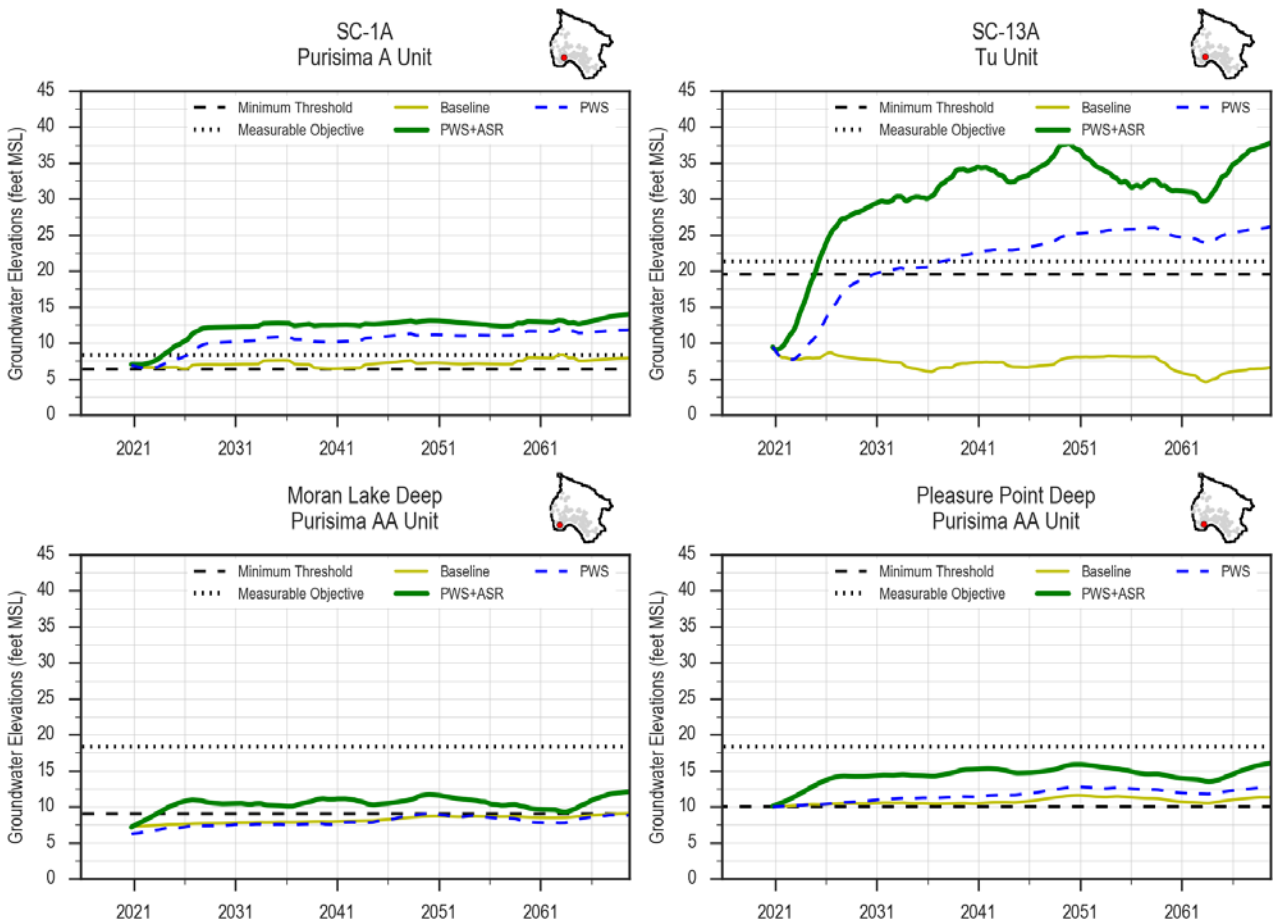 SC-1A
Purisima A Unit
Groundwater Elevations (feet MSL)
45
40
35
30
25
20
15
10
5
0
Minimum Threshold
Measurable Objective
Baseline
PWS+ASR
PWS
2021
2031
2041
2051
2061
SC-13A
Tu Unit
Groundwater Elevations (feet MSL)
45
40
35
30
25
20
15
10
5
0
Minimum Threshold
Measurable Objective
Baseline
PWS+ASR
PWS
2021
2031
2041
2051
2061
Moran Lake Deep
Purisima AA Unit
Groundwater Elevations (feet MSL)
45
40
35
30
25
20
15
10
5
0
Minimum Threshold
Measurable Objective
Baseline
PWS+ASR
PWS
2021
2031
2041
2051
2061
Pleasure Point Deep
Purisima AA Unit
Groundwater Elevations (feet MSL)
45
40
35
30
25
20
15
10
5
0
Minimum Threshold
Measurable Objective
Baseline
PWS+ASR
PWS
2021
2031
2041
2051
2061